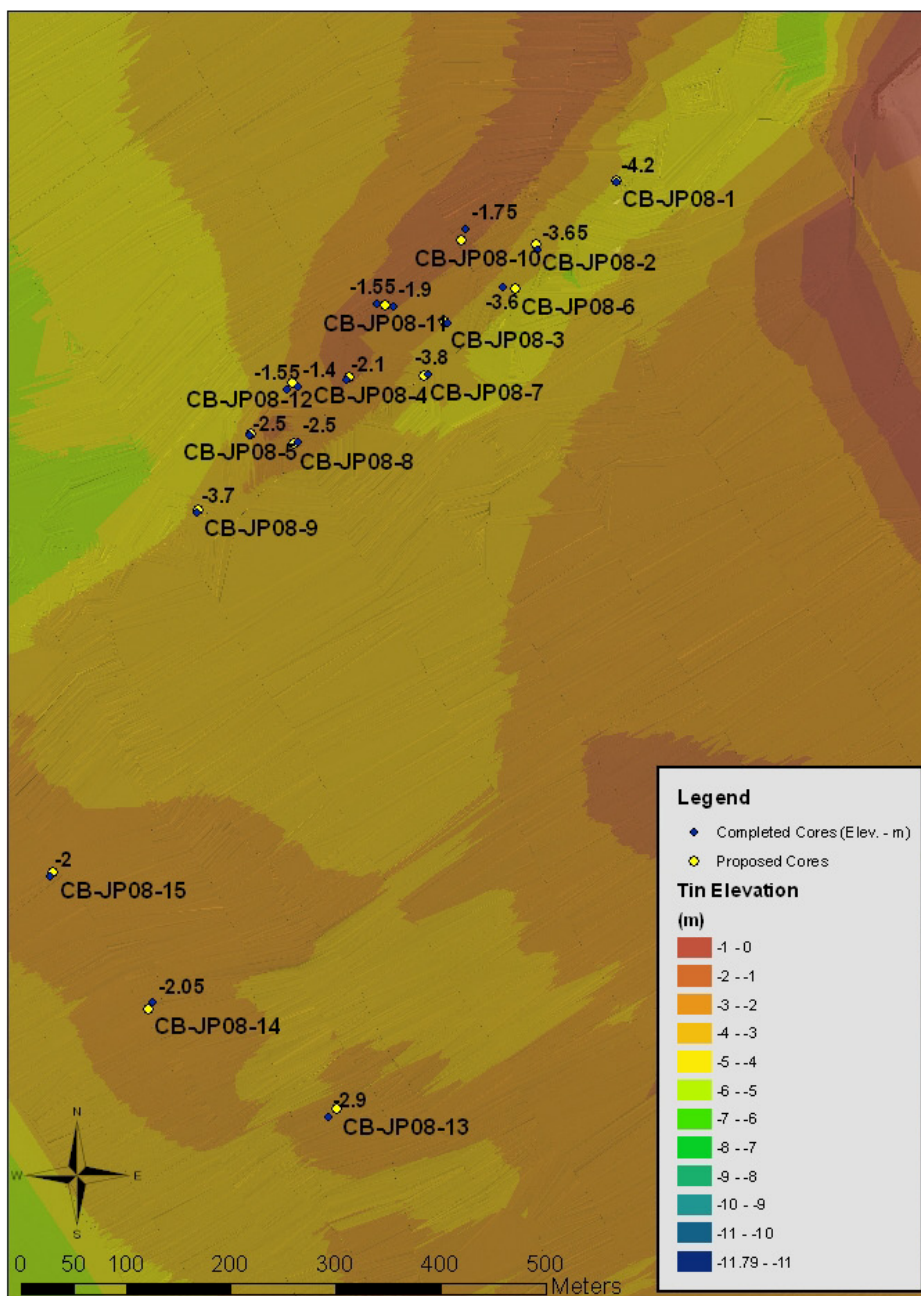 -4.2
CB-JP08-1
-1.75
-3.65
CB-JP08-10
CB-JP08-2
-1.55
-1.9
-3.6
CB-JP08-6
CB-JP08-11
CB-JP08-3
-1.55
-1.4
-2.1
-3.8
CB-JP08-12
CB-JP08-4
CB-JP08-7
-2.5
-2.5
CB-JP08-5
CB-JP08-8
-3.7
CB-JP08-9
-2
CB-JP08-15
-2.05
CB-JP08-14
-2.9
CB-JP08-13
Legend
Completed Cores (Elev. - m)
Proposed Cores
Tin Elevation
(m)
-1 - 0
-2 - -1
-3 - -2
-4 - -3
-5 - -4
-6 - -5
-7 - -6
-8 - -7
-9 - -8
-10 - -9
-11 - -10
-11.79 - -11
N
W E
S
0 50 100 200 300 400 500
Meters